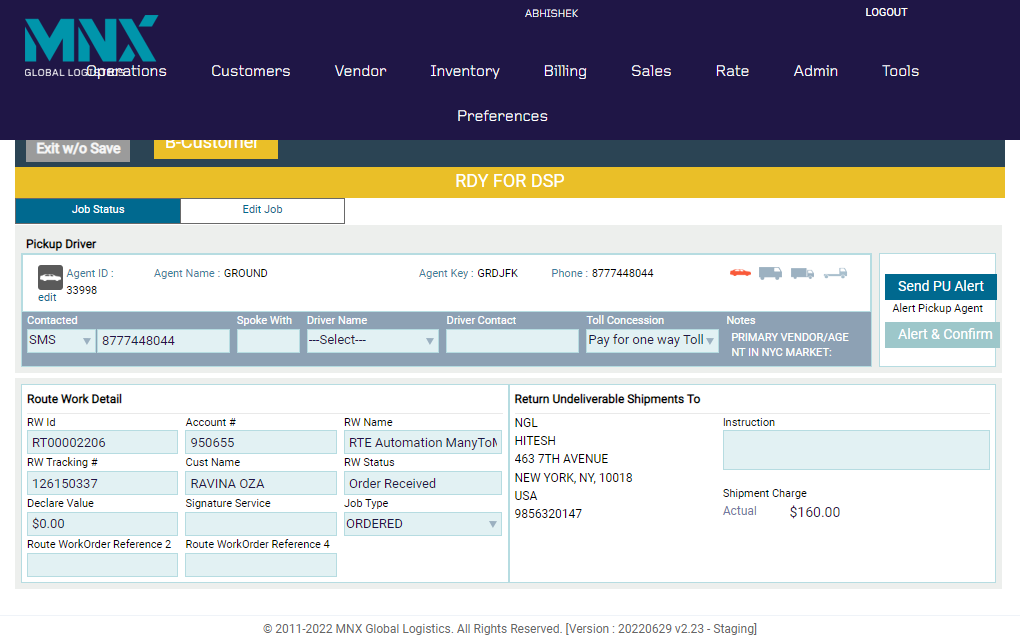 ABHISHEK
LOGOUT
MNX
GLOBAL LOGISTICS
Operations Customers Vendor Inventory Billing Sales Rate Admin Tools
Preferences
Exit w/o Save B-Customer
RDY FOR DSP
Job Status Edit Job
Pickup Driver
Agent ID : Agent Name : GROUND Agent Key : GRDJFK Phone : 8777448044
33998
edit
Send PU Alert
Alert Pickup Agent
Alert & Confirm
Contacted Spoke With Driver Name Driver Contact Toll Concession Notes
SMS 8777448044 ---Select--- Pay for one way Toll PRIMARY VENDOR/AGE
NT IN NYC MARKET:
Route Work Detail
RW Id Account # RW Name
RT00002206 950655 RTE Automation ManyToM
RW Tracking # Cust Name RW Status
126150337 RAVINA OZA Order Received
Declare Value Signature Service Job Type
$0.00 ORDERED
Route WorkOrder Reference 2 Route WorkOrder Reference 4
Return Undeliverable Shipments To
NGL
HITESH
463 7TH AVENUE
NEW YORK, NY, 10018
USA
9856320147
Instruction
Shipment Charge
Actual $160.00
© 2011-2022 MNX Global Logistics. All Rights Reserved. [Version : 20220629 v2.23 - Staging]